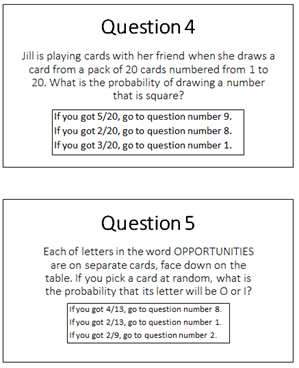 Question 4
Jill is playing cards with her friend when she draws a
card from a pack of 20 cards numbered from 1 to
20. What is the probability of drawing a number
that is square?
If you got 5/20, go to question number 9.
If you got 2/20, go to question number 8.
If you got 3/20, go to question number 1.
Question 5
Each of letters in the word OPPORTUNITIES
are on separate cards, face down on the
table. If you pick a card at random, what is
the probability that its letter will be O or I?
If you got 4/13, go to question number 8.
If you got 2/13, go to question number 1.
If you got 2/9, go to question number 2.